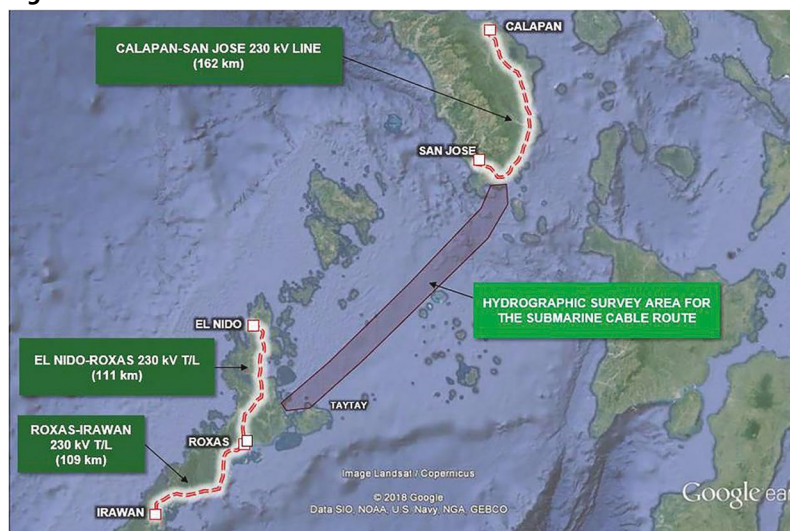 CALAPAN
CALAPAN-SAN JOSE 230 kV LINE
(162 km)
SAN JOSE
HYDROGRAPHIC SURVEY AREA FOR
THE SUBMARINE CABLE ROUTE
EL NIDO
EL NIDO-ROXAS 230 kV T/L
(111 km)
TAYTAY
ROXAS-IRAWAN
230 kV T/L
(109 km)
ROXAS
IRAWAN
Image Landsat / Copernicus
© 2018 Google
Data SIO, NOAA, U.S. Navy, NGA, GEBCO
Google ear